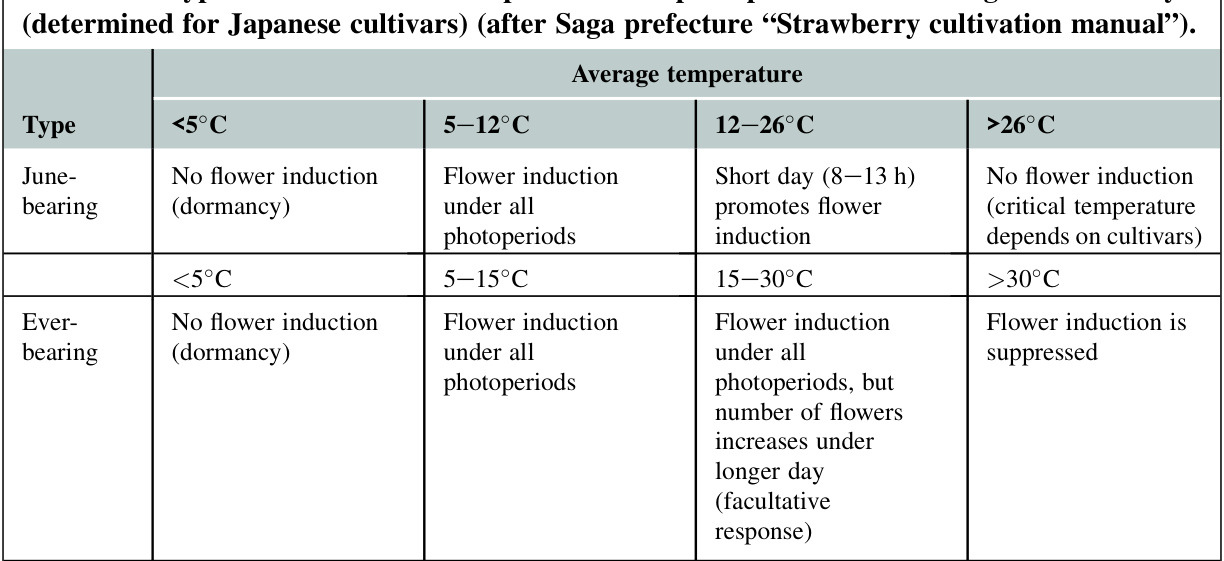 (determined for Japanese cultivars) (after Saga prefecture “Strawberry cultivation manual”).
Average temperature
Type <5°C 5−12°C 12−26°C >26°C
June- No flower induction Flower induction Short day (8−13 h) No flower induction
bearing (dormancy) under all promotes flower (critical temperature
photoperiods induction depends on cultivars)
<5°C 5−15°C 15−30°C >30°C
Ever- No flower induction Flower induction Flower induction Flower induction is
bearing (dormancy) under all under all suppressed
photoperiods photoperiods, but
number of flowers
increases under
longer day
(facultative
response)